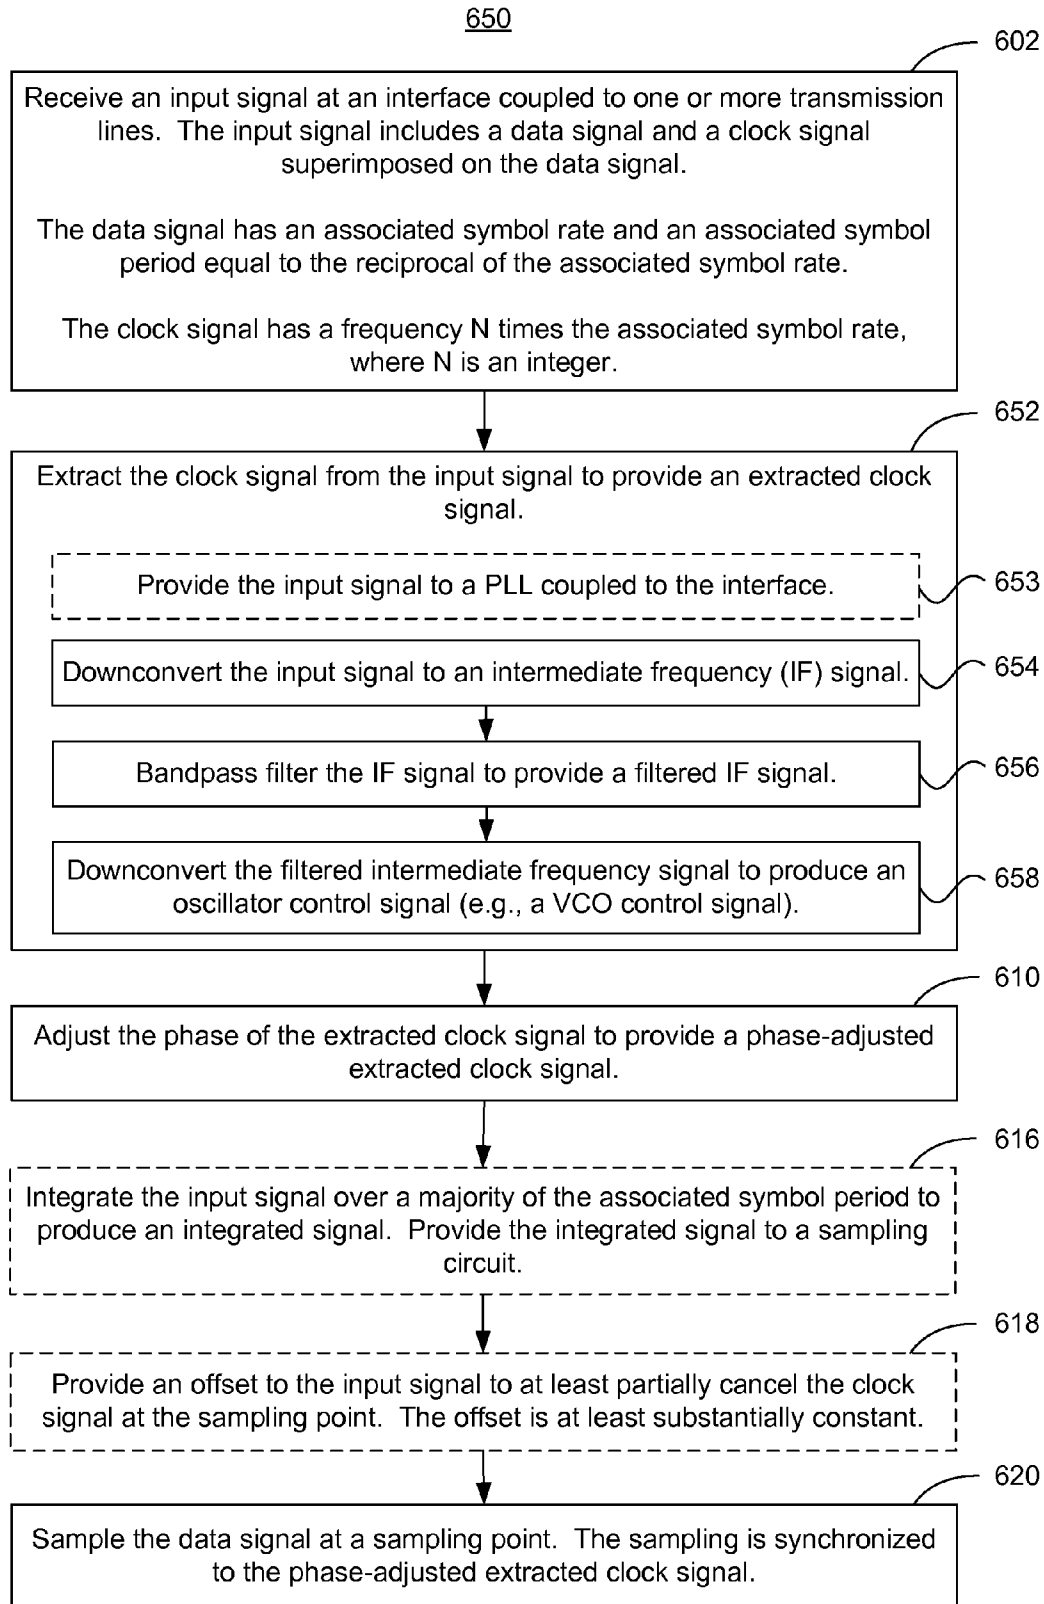 650
602
Receive an input signal at an interface coupled to one or more transmission
lines. The input signal includes a data signal and a clock signal
superimposed on the data signal.
The data signal has an associated symbol rate and an associated symbol
period equal to the reciprocal of the associated symbol rate.
The clock signal has a frequency N times the associated symbol rate,
where N is an integer.
652
Extract the clock signal from the input signal to provide an extracted clock
signal.
Provide the input signal to a PLL coupled to the interface.
653
Downconvert the input signal to an intermediate frequency (IF) signal.
654
Bandpass filter the IF signal to provide a filtered IF signal.
656
Downconvert the filtered intermediate frequency signal to produce an
oscillator control signal (e.g., a VCO control signal).
658
610
Adjust the phase of the extracted clock signal to provide a phase-adjusted
extracted clock signal.
616
Integrate the input signal over a majority of the associated symbol period to
produce an integrated signal. Provide the integrated signal to a sampling
circuit.
618
Provide an offset to the input signal to at least partially cancel the clock
signal at the sampling point. The offset is at least substantially constant.
620
Sample the data signal at a sampling point. The sampling is synchronized
to the phase-adjusted extracted clock signal.